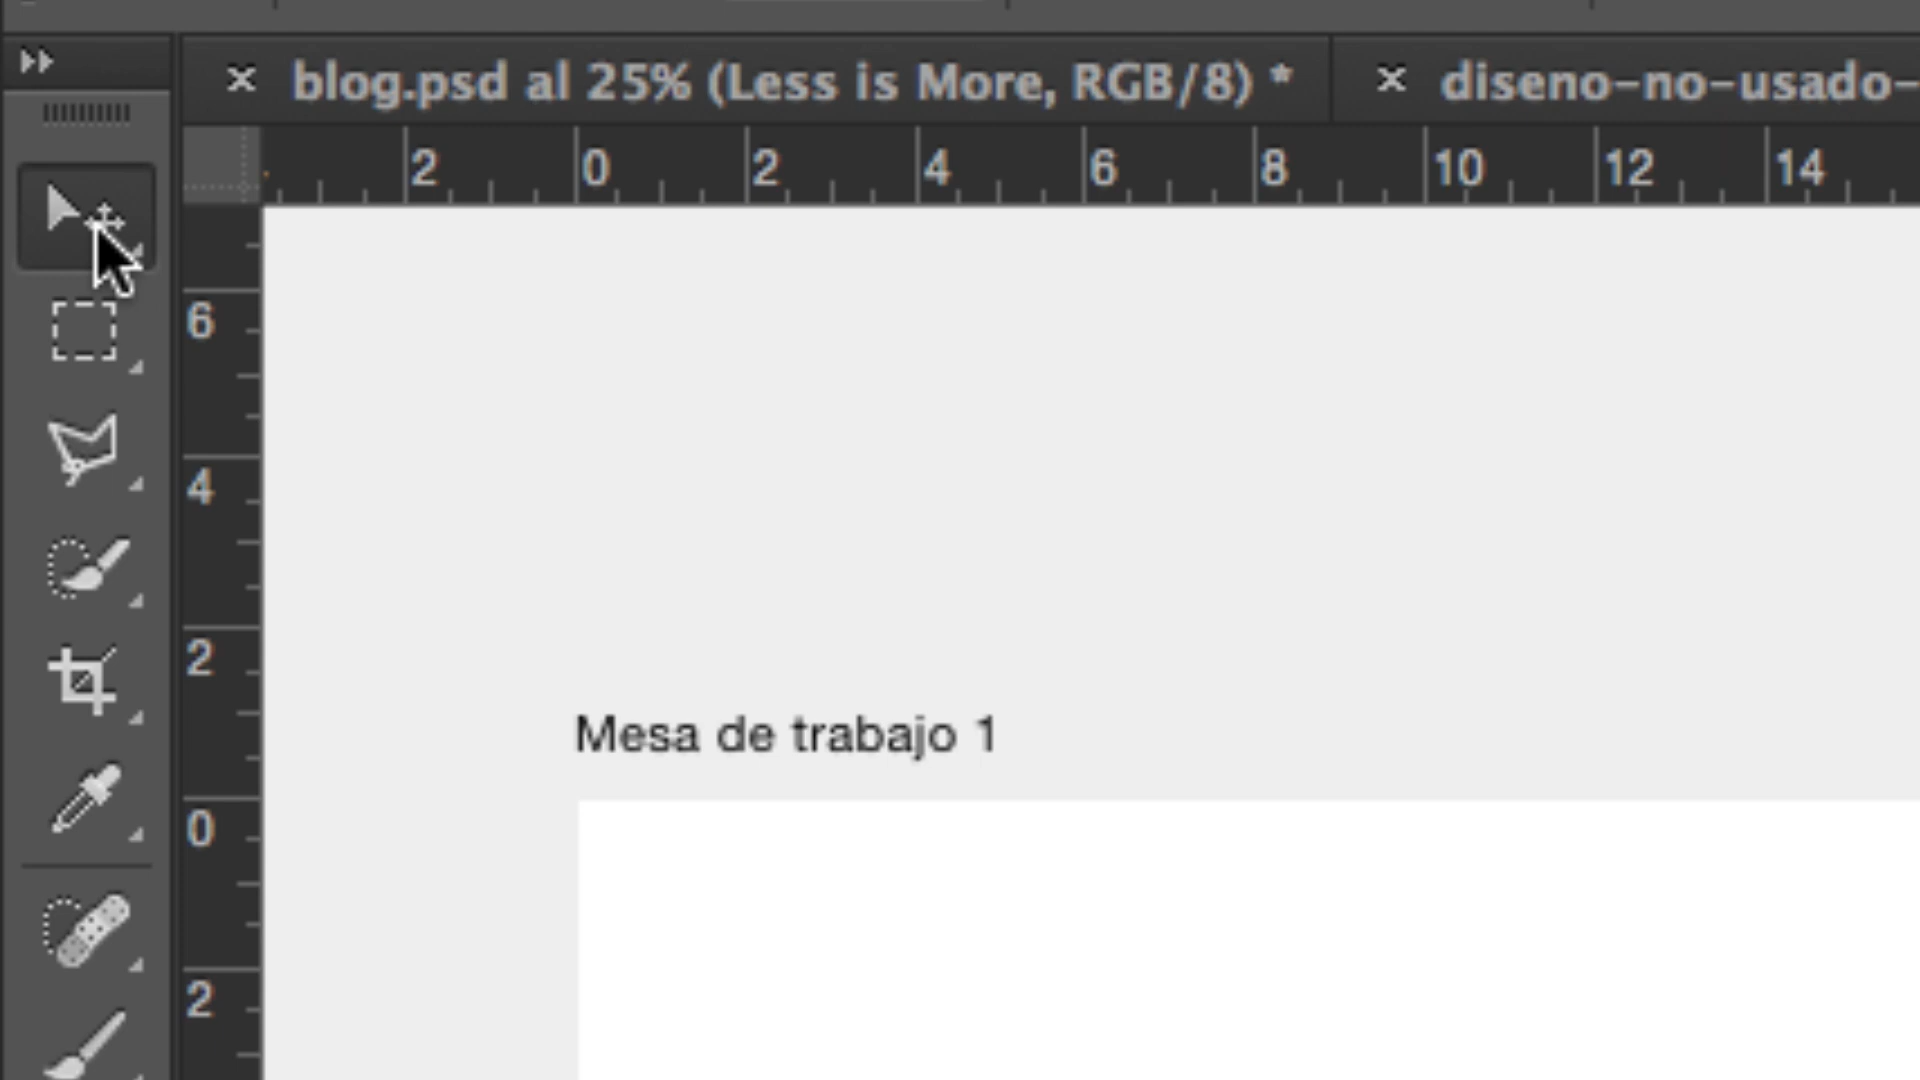 blog.psd al 25% (Less is More, RGB/8) *
diseno-no-usado-
2 0 2 4 6 8 10 12 14
6
4
2
Mesa de trabajo 1
0
2